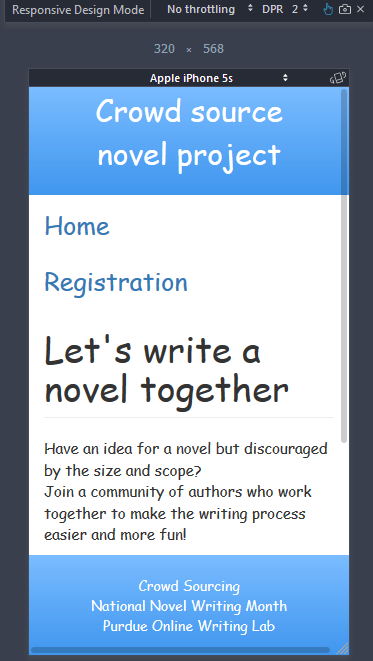 Responsive Design Mode No throttling DPR 2 ×
320 × 568
Apple iPhone 5s
Crowd source
novel project
Home
Registration
Let's write a
novel together
Have an idea for a novel but discouraged
by the size and scope?
Join a community of authors who work
together to make the writing process
easier and more fun!
Crowd Sourcing
National Novel Writing Month
Purdue Online Writing Lab